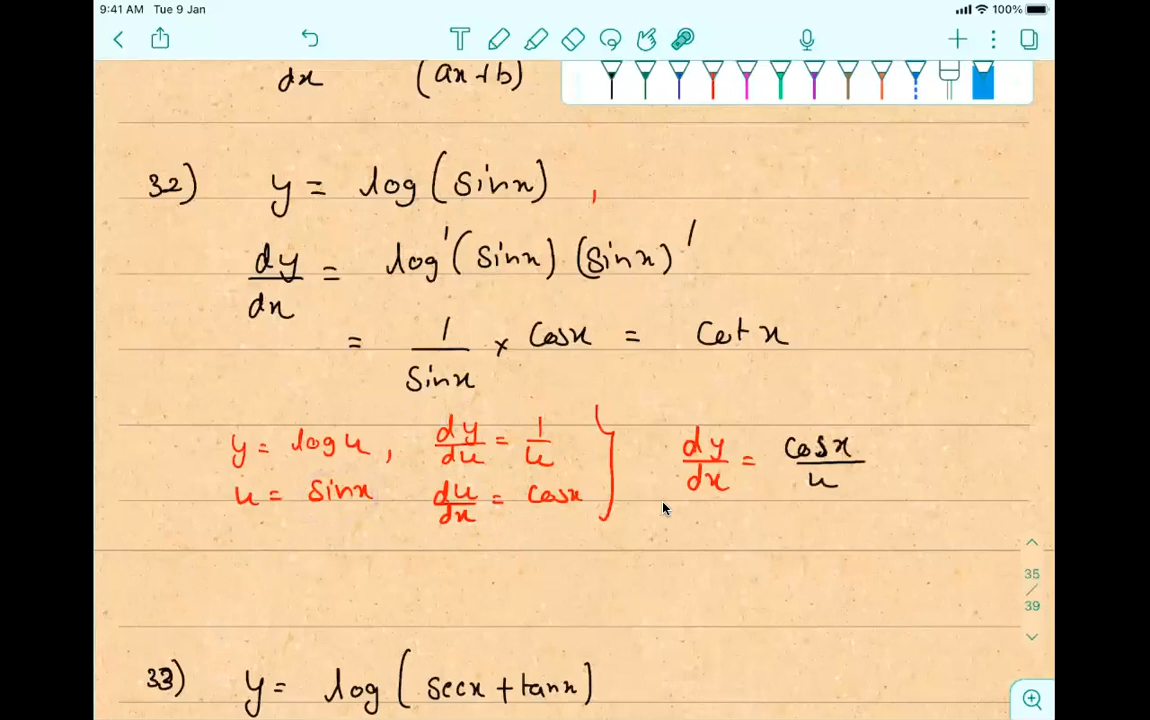 9:41 AM Tue 9 Jan 100%
dx (ax+b)
32) y = log(sinx) ,
dy/dx = log'(sinx) (sinx)'
= 1/sinx × cosx = cotx
y = log u , dy/du = 1/u } dy/dx = cosx/u
u = sinx du/dx = cosx
35
/
39
33) y = log(secx+tanx)